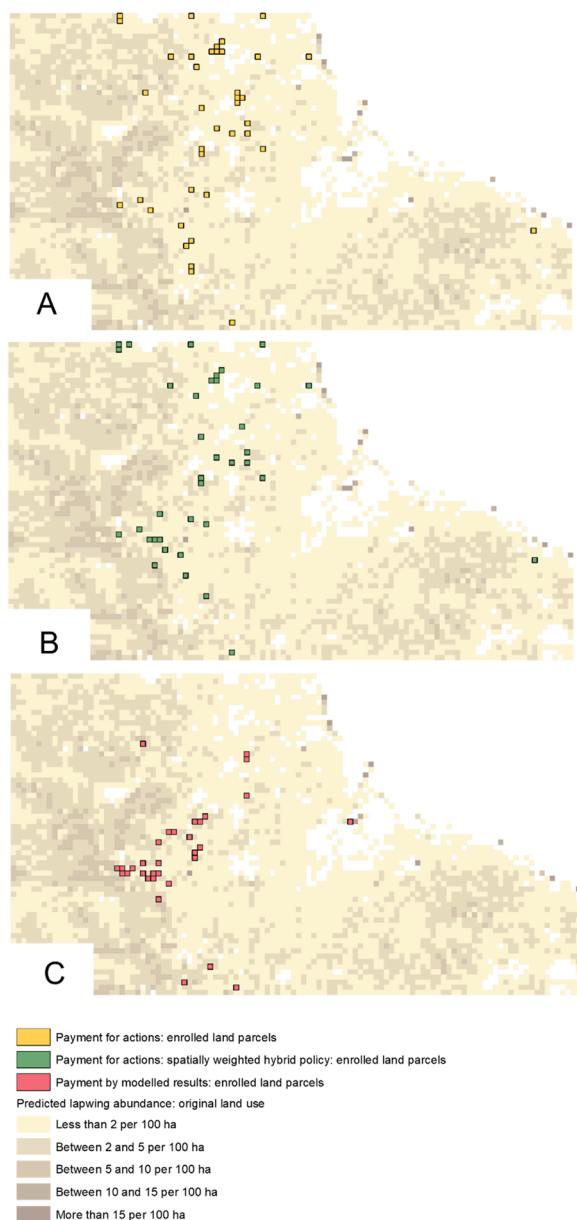 A
B
C
Payment for actions: enrolled land parcels
Payment for actions: spatially weighted hybrid policy: enrolled land parcels
Payment by modelled results: enrolled land parcels
Predicted lapwing abundance: original land use
Less than 2 per 100 ha
Between 2 and 5 per 100 ha
Between 5 and 10 per 100 ha
Between 10 and 15 per 100 ha
More than 15 per 100 ha